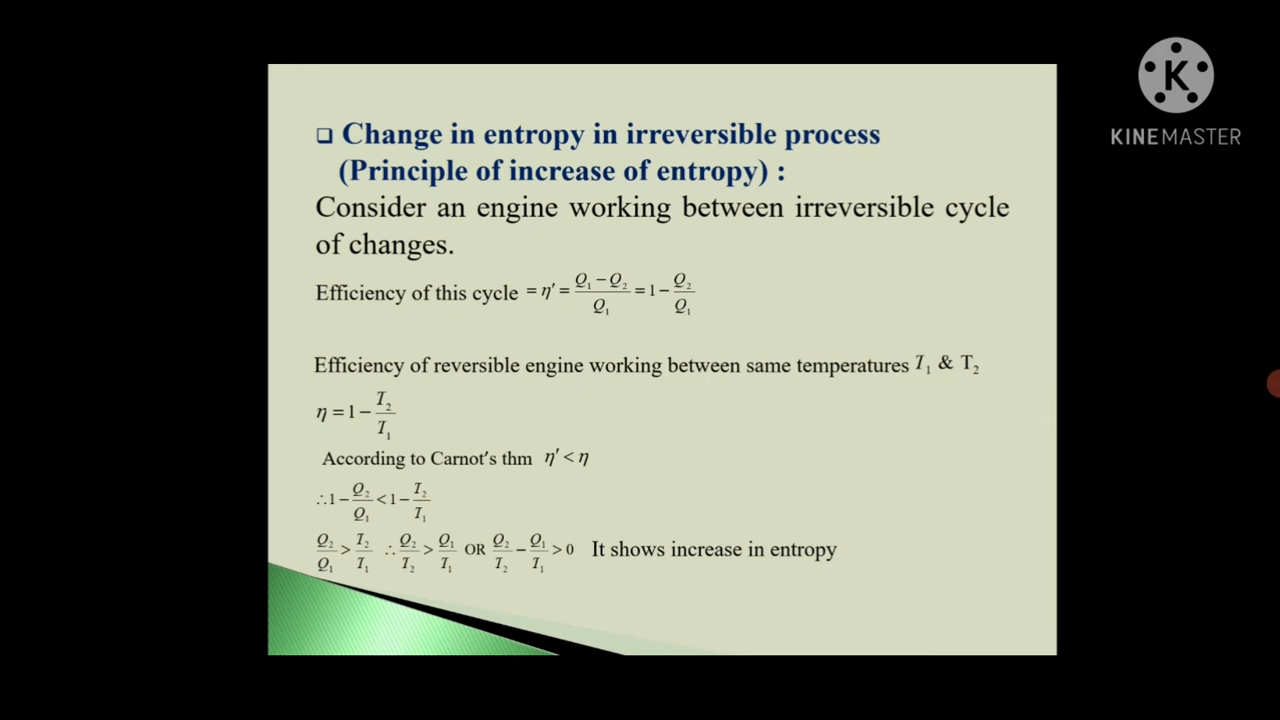 KINEMASTER
❑ Change in entropy in irreversible process
(Principle of increase of entropy) :
Consider an engine working between irreversible cycle
of changes.
Efficiency of this cycle = η′ = (Q₁ − Q₂)/Q₁ = 1 − Q₂/Q₁
Efficiency of reversible engine working between same temperatures T₁ & T₂
η = 1 − T₂/T₁
According to Carnot's thm η′ < η
∴ 1 − Q₂/Q₁ < 1 − T₂/T₁
Q₂/Q₁ > T₂/T₁ ∴ Q₂/T₂ > Q₁/T₁ OR Q₂/T₂ − Q₁/T₁ > 0 It shows increase in entropy